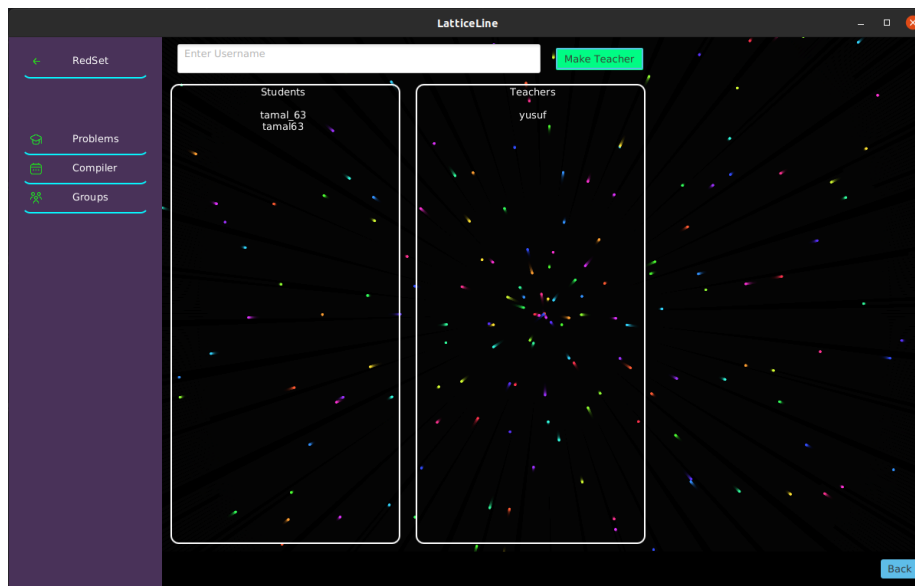 LatticeLine
RedSet
Problems
Compiler
Groups
Enter Username
Make Teacher
Students
tamal_63
tamal63
Teachers
yusuf
Back